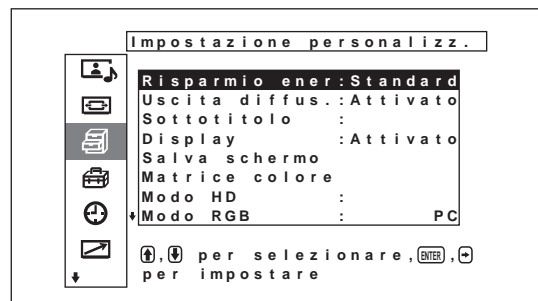 Impostazione personalizz.
Risparmio ener:Standard
Uscita diffus.:Attivato
Sottotitolo :
Display :Attivato
Salva schermo
Matrice colore
Modo HD :
Modo RGB : PC
, per selezionare, ENTER ,
per impostare